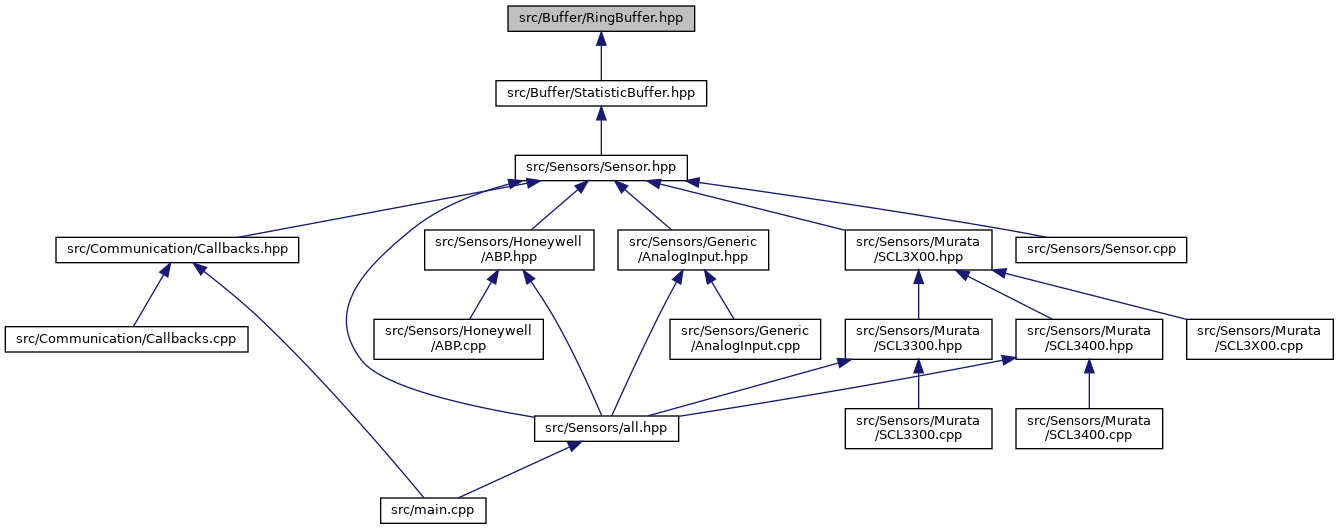 src/Buffer/RingBuffer.hpp
src/Buffer/StatisticBuffer.hpp
src/Sensors/Sensor.hpp
src/Communication/Callbacks.hpp
src/Sensors/Honeywell
/ABP.hpp
src/Sensors/Generic
/AnalogInput.hpp
src/Sensors/Murata
/SCL3X00.hpp
src/Sensors/Sensor.cpp
src/Communication/Callbacks.cpp
src/Sensors/Honeywell
/ABP.cpp
src/Sensors/Generic
/AnalogInput.cpp
src/Sensors/Murata
/SCL3300.hpp
src/Sensors/Murata
/SCL3400.hpp
src/Sensors/Murata
/SCL3X00.cpp
src/Sensors/all.hpp
src/Sensors/Murata
/SCL3300.cpp
src/Sensors/Murata
/SCL3400.cpp
src/main.cpp